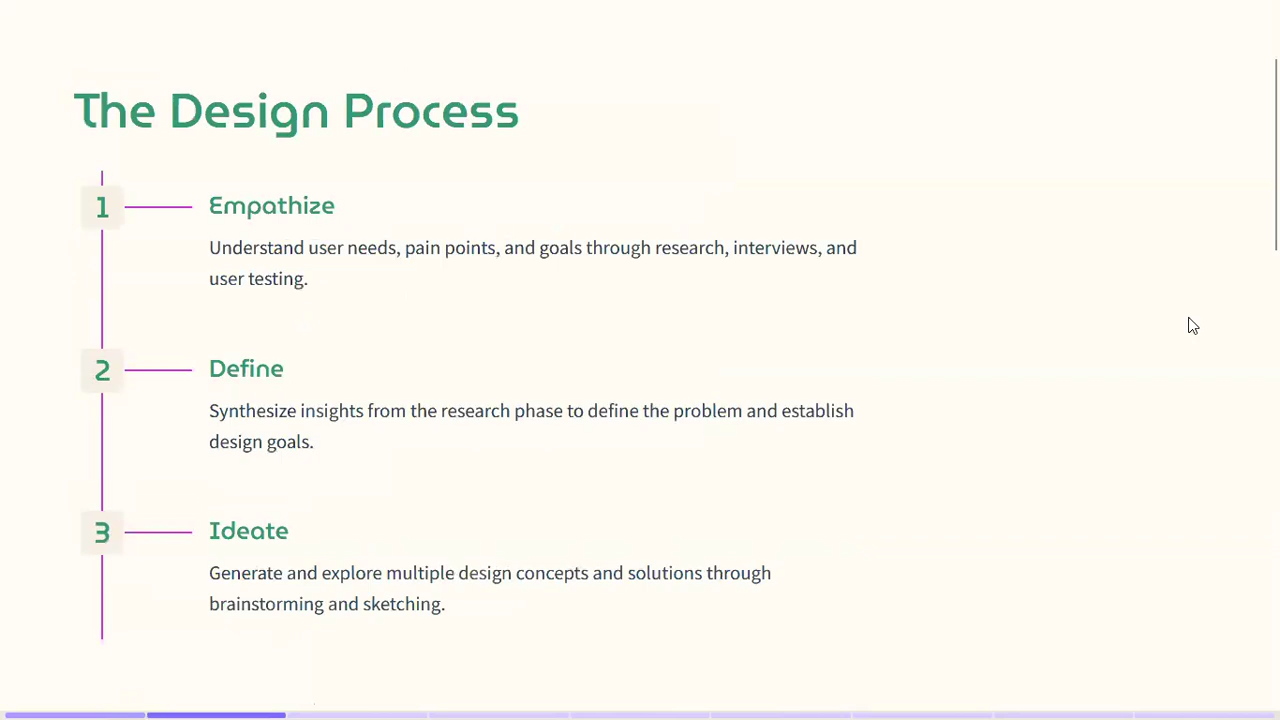 The Design Process
1
Empathize
Understand user needs, pain points, and goals through research, interviews, and
user testing.
2
Define
Synthesize insights from the research phase to define the problem and establish
design goals.
3
Ideate
Generate and explore multiple design concepts and solutions through
brainstorming and sketching.